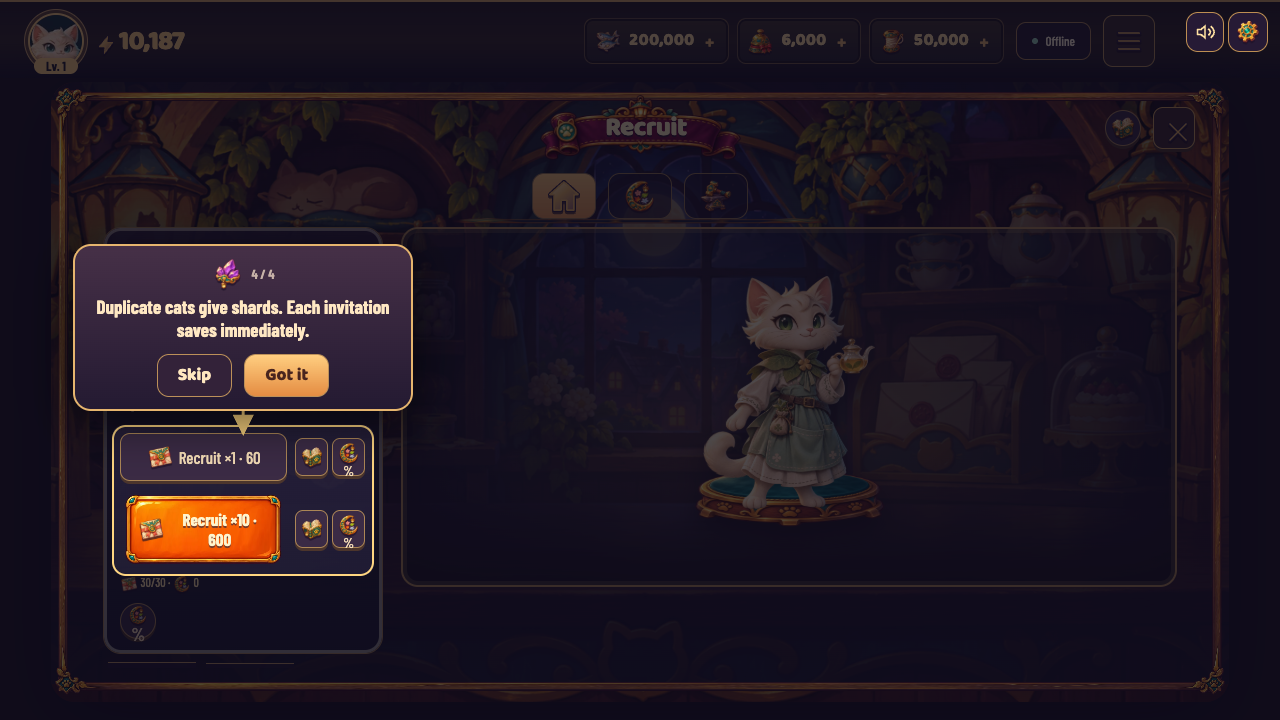 10,187
Lv. 1
200,000 +
6,000 +
50,000 +
Offline
Recruit
4 / 4
Duplicate cats give shards. Each invitation
saves immediately.
Skip
Got it
Recruit ×1 · 60
%
Recruit ×10 ·
600
%
30/30 · 0
%